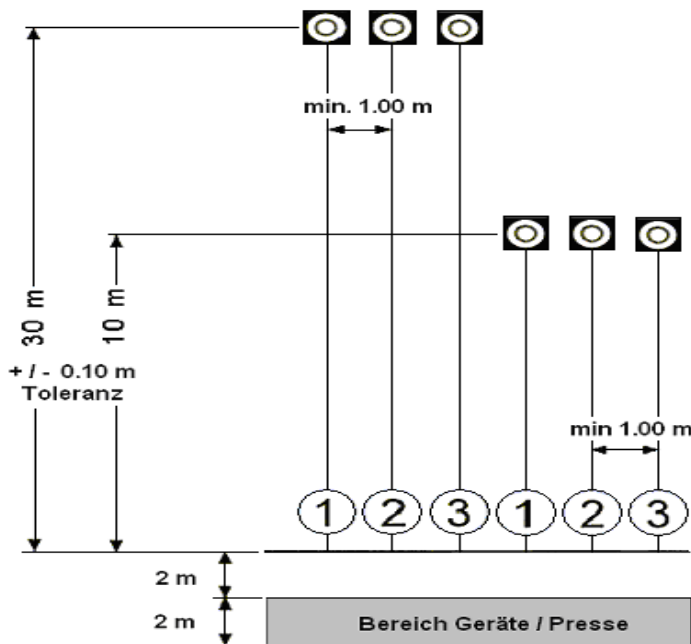 min. 1.00 m
30 m
10 m
+ / - 0.10 m
Toleranz
min 1.00 m
1 2 3 1 2 3
2 m
2 m
Bereich Geräte / Presse